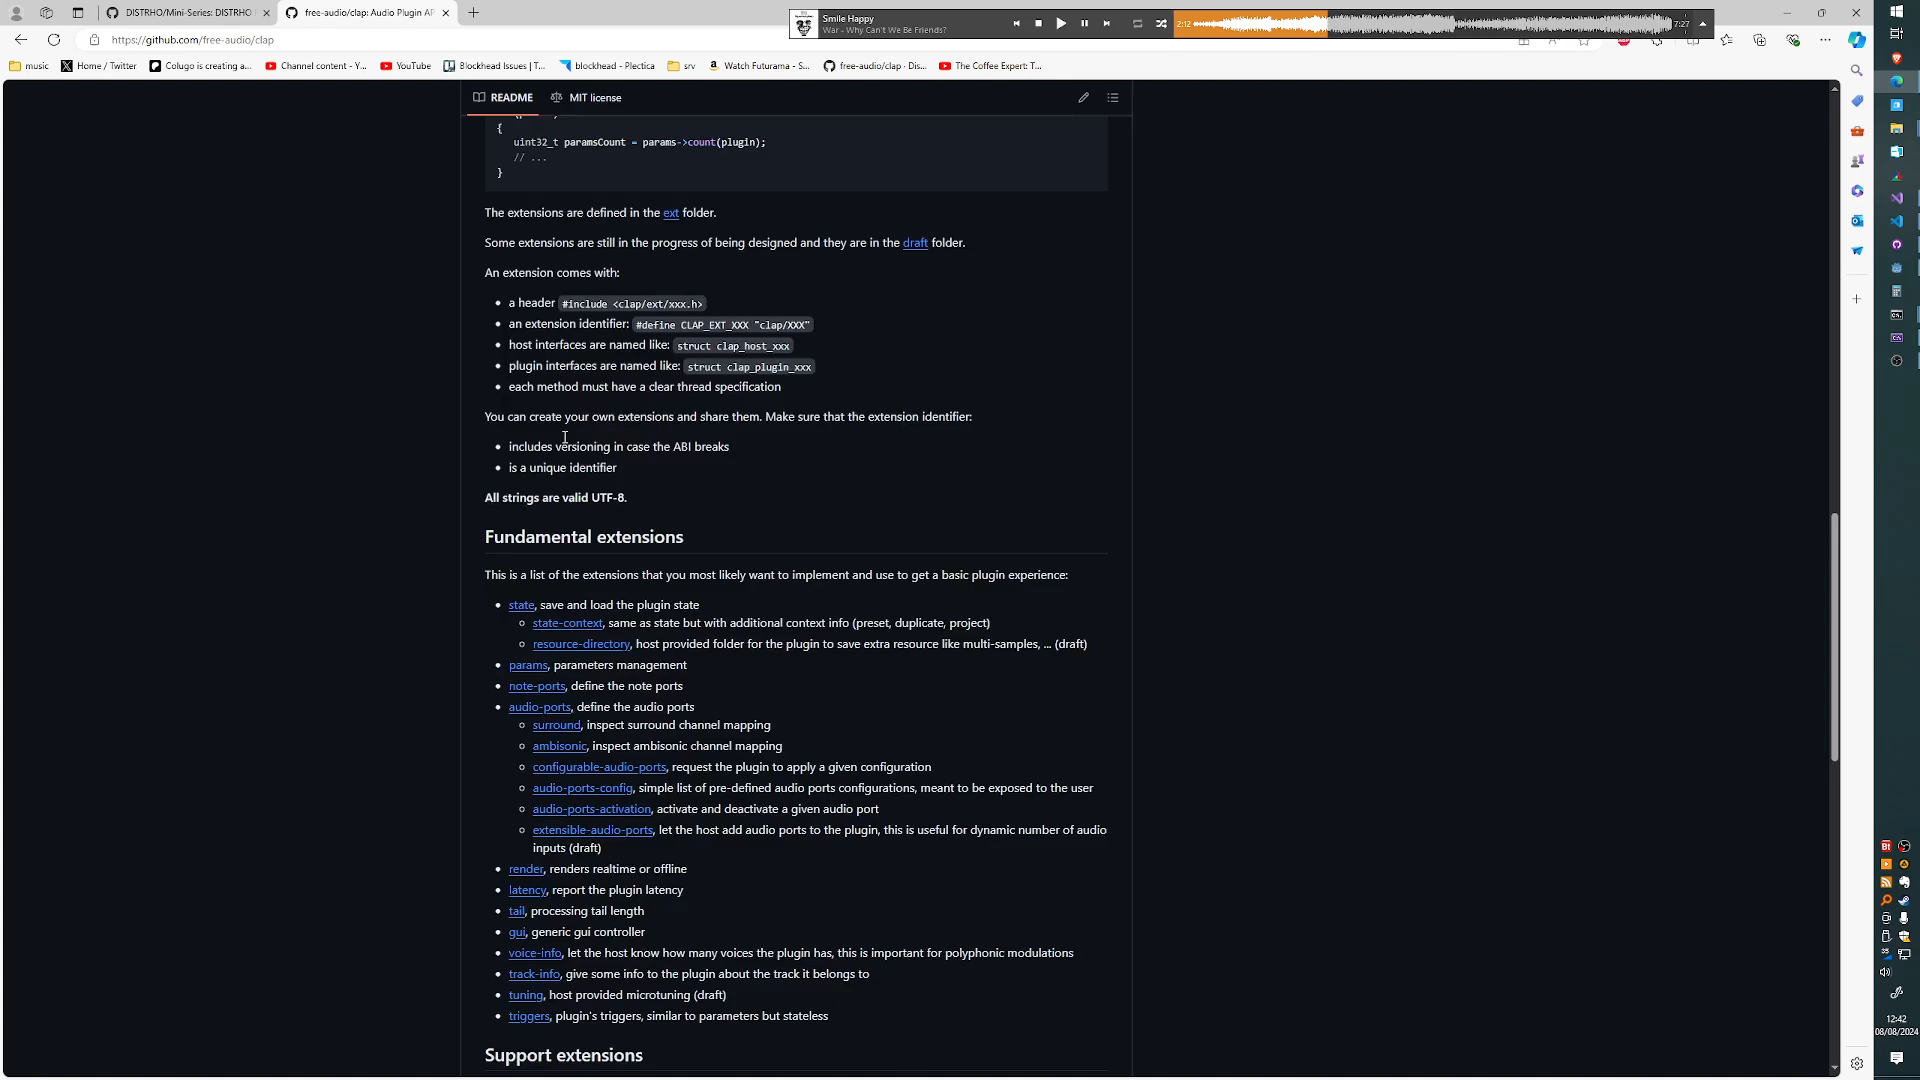 DISTRHO/Mini-Series: DISTRHO
free-audio/clap: Audio Plugin AP
Smile Happy
War - Why Can't We Be Friends?
2:12
7:27
https://github.com/free-audio/clap
music
Home / Twitter
Colugo is creating a...
Channel content - Y...
YouTube
Blockhead Issues | T...
blockhead - Plectica
srv
Watch Futurama - S...
free-audio/clap · Dis...
The Coffee Expert: T...
README
MIT license
{
uint32_t paramsCount = params->count(plugin);
// ...
}
The extensions are defined in the ext folder.
Some extensions are still in the progress of being designed and they are in the draft folder.
An extension comes with:
• a header #include <clap/ext/xxx.h>
• an extension identifier: #define CLAP_EXT_XXX "clap/XXX"
• host interfaces are named like: struct clap_host_xxx
• plugin interfaces are named like: struct clap_plugin_xxx
• each method must have a clear thread specification
You can create your own extensions and share them. Make sure that the extension identifier:
• includes versioning in case the ABI breaks
• is a unique identifier
All strings are valid UTF-8.
Fundamental extensions
This is a list of the extensions that you most likely want to implement and use to get a basic plugin experience:
• state, save and load the plugin state
○ state-context, same as state but with additional context info (preset, duplicate, project)
○ resource-directory, host provided folder for the plugin to save extra resource like multi-samples, ... (draft)
• params, parameters management
• note-ports, define the note ports
• audio-ports, define the audio ports
○ surround, inspect surround channel mapping
○ ambisonic, inspect ambisonic channel mapping
○ configurable-audio-ports, request the plugin to apply a given configuration
○ audio-ports-config, simple list of pre-defined audio ports configurations, meant to be exposed to the user
○ audio-ports-activation, activate and deactivate a given audio port
○ extensible-audio-ports, let the host add audio ports to the plugin, this is useful for dynamic number of audio
inputs (draft)
• render, renders realtime or offline
• latency, report the plugin latency
• tail, processing tail length
• gui, generic gui controller
• voice-info, let the host know how many voices the plugin has, this is important for polyphonic modulations
• track-info, give some info to the plugin about the track it belongs to
• tuning, host provided microtuning (draft)
• triggers, plugin's triggers, similar to parameters but stateless
Support extensions
12:42
08/08/2024